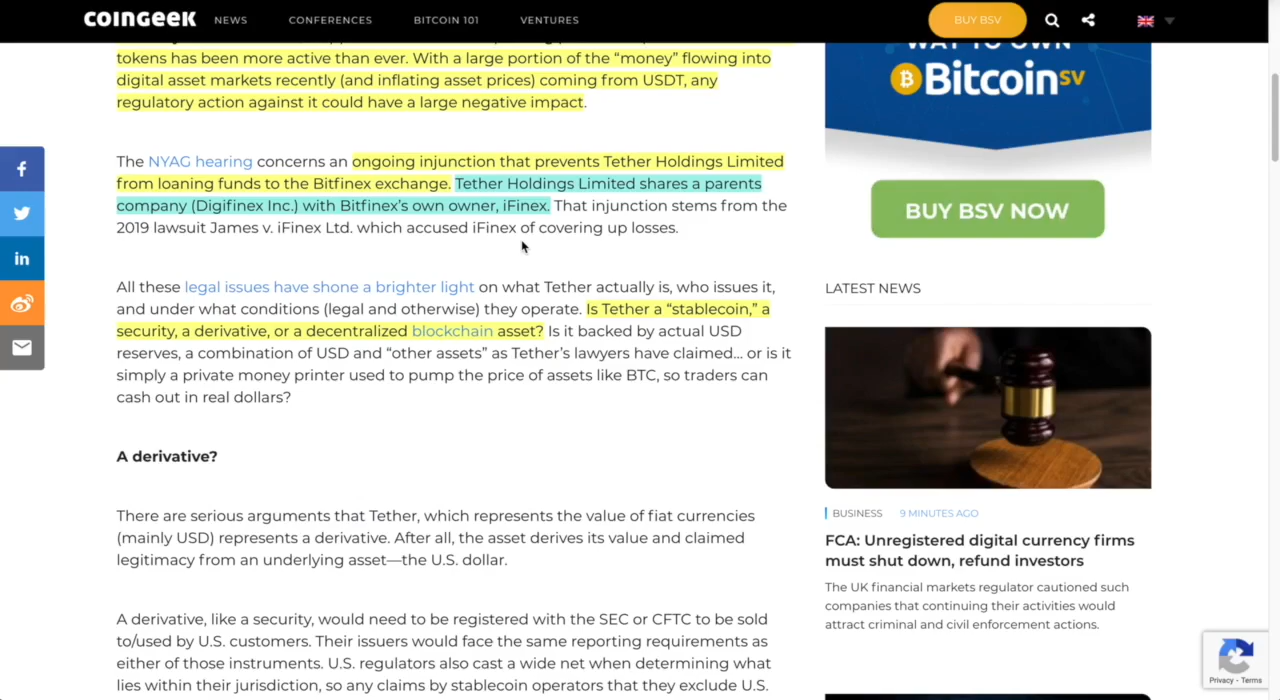 COINGEEK NEWS CONFERENCES BITCOIN 101 VENTURES BUY BSV
tokens has been more active than ever. With a large portion of the “money” flowing into
digital asset markets recently (and inflating asset prices) coming from USDT, any
regulatory action against it could have a large negative impact.
The NYAG hearing concerns an ongoing injunction that prevents Tether Holdings Limited
from loaning funds to the Bitfinex exchange. Tether Holdings Limited shares a parents
company (Digifinex Inc.) with Bitfinex’s own owner, iFinex. That injunction stems from the
2019 lawsuit James v. iFinex Ltd. which accused iFinex of covering up losses.
All these legal issues have shone a brighter light on what Tether actually is, who issues it,
and under what conditions (legal and otherwise) they operate. Is Tether a “stablecoin,” a
security, a derivative, or a decentralized blockchain asset? Is it backed by actual USD
reserves, a combination of USD and “other assets” as Tether’s lawyers have claimed… or is it
simply a private money printer used to pump the price of assets like BTC, so traders can
cash out in real dollars?
A derivative?
There are serious arguments that Tether, which represents the value of fiat currencies
(mainly USD) represents a derivative. After all, the asset derives its value and claimed
legitimacy from an underlying asset—the U.S. dollar.
A derivative, like a security, would need to be registered with the SEC or CFTC to be sold
to/used by U.S. customers. Their issuers would face the same reporting requirements as
either of those instruments. U.S. regulators also cast a wide net when determining what
lies within their jurisdiction, so any claims by stablecoin operators that they exclude U.S.
WAY TO OWN
BitcoinSV
BUY BSV NOW
LATEST NEWS
BUSINESS 9 MINUTES AGO
FCA: Unregistered digital currency firms
must shut down, refund investors
The UK financial markets regulator cautioned such
companies that continuing their activities would
attract criminal and civil enforcement actions.
Privacy - Terms